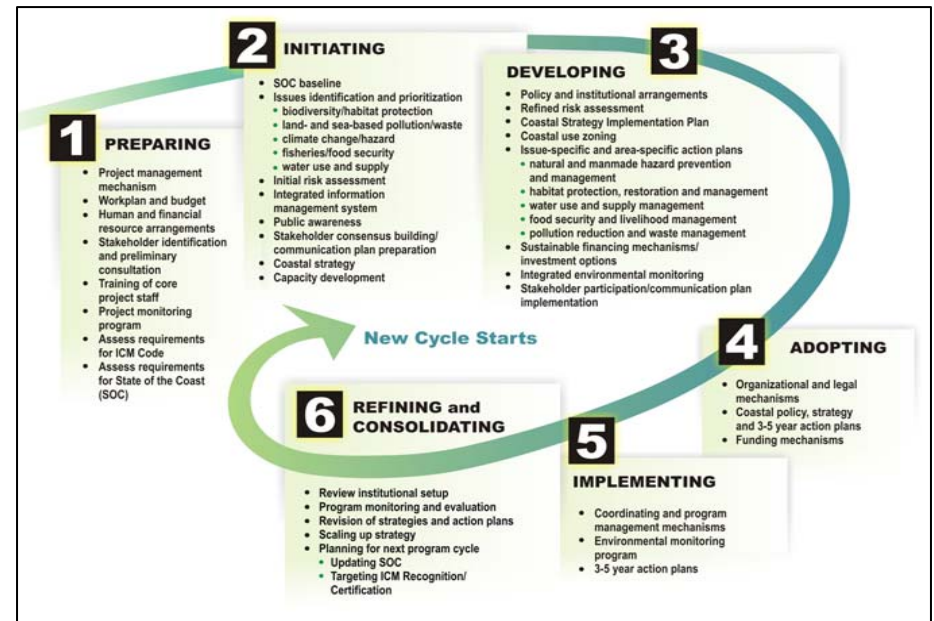 1 PREPARING
• Project management
mechanism
• Workplan and budget
• Human and financial
resource arrangements
• Stakeholder identification
and preliminary
consultation
• Training of core
project staff
• Project monitoring
program
• Assess requirements
for ICM Code
• Assess requirements
for State of the Coast
(SOC)
2 INITIATING
• SOC baseline
• Issues identification and prioritization
• biodiversity/habitat protection
• land- and sea-based pollution/waste
• climate change/hazard
• fisheries/food security
• water use and supply
• Initial risk assessment
• Integrated information
management system
• Public awareness
• Stakeholder consensus building/
communication plan preparation
• Coastal strategy
• Capacity development
3
DEVELOPING
• Policy and institutional arrangements
• Refined risk assessment
• Coastal Strategy Implementation Plan
• Coastal use zoning
• Issue-specific and area-specific action plans
• natural and manmade hazard prevention
and management
• habitat protection, restoration and management
• water use and supply management
• food security and livelihood management
• pollution reduction and waste management
• Sustainable financing mechanisms/
investment options
• Integrated environmental monitoring
• Stakeholder participation/communication plan
implementation
4 ADOPTING
• Organizational and legal
mechanisms
• Coastal policy, strategy
and 3-5 year action plans
• Funding mechanisms
5
IMPLEMENTING
• Coordinating and program
management mechanisms
• Environmental monitoring
program
• 3-5 year action plans
6 REFINING and
CONSOLIDATING
• Review institutional setup
• Program monitoring and evaluation
• Revision of strategies and action plans
• Scaling up strategy
• Planning for next program cycle
• Updating SOC
• Targeting ICM Recognition/
Certification
New Cycle Starts